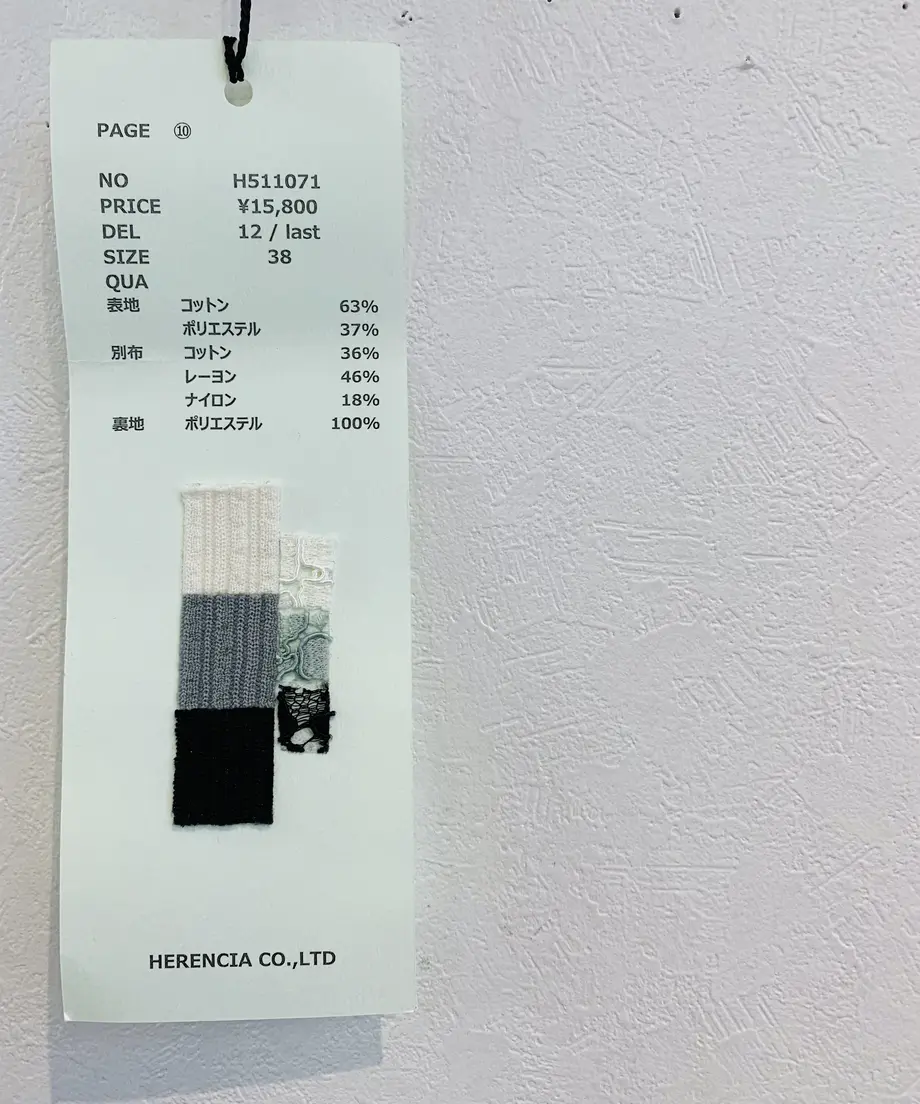 PAGE ⑩
NO H511071
PRICE ¥15,800
DEL 12 / last
SIZE 38
QUA
表地 コットン 63%
ポリエステル 37%
別布 コットン 36%
レーヨン 46%
ナイロン 18%
裏地 ポリエステル 100%
HERENCIA CO.,LTD